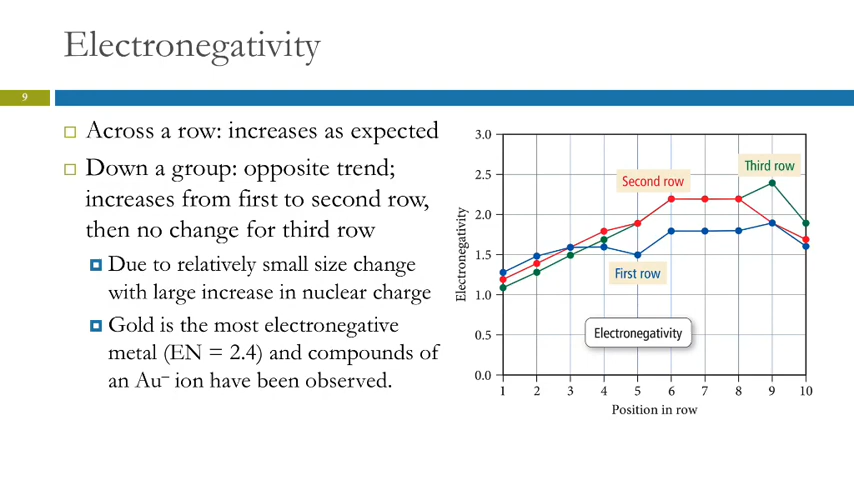 Electronegativity
9
Across a row: increases as expected
Down a group: opposite trend;
increases from first to second row,
then no change for third row
Due to relatively small size change
with large increase in nuclear charge
Gold is the most electronegative
metal (EN = 2.4) and compounds of
an Au⁻ ion have been observed.
3.0
2.5
2.0
1.5
1.0
0.5
0.0
Electronegativity
Third row
Second row
First row
Electronegativity
1 2 3 4 5 6 7 8 9 10
Position in row